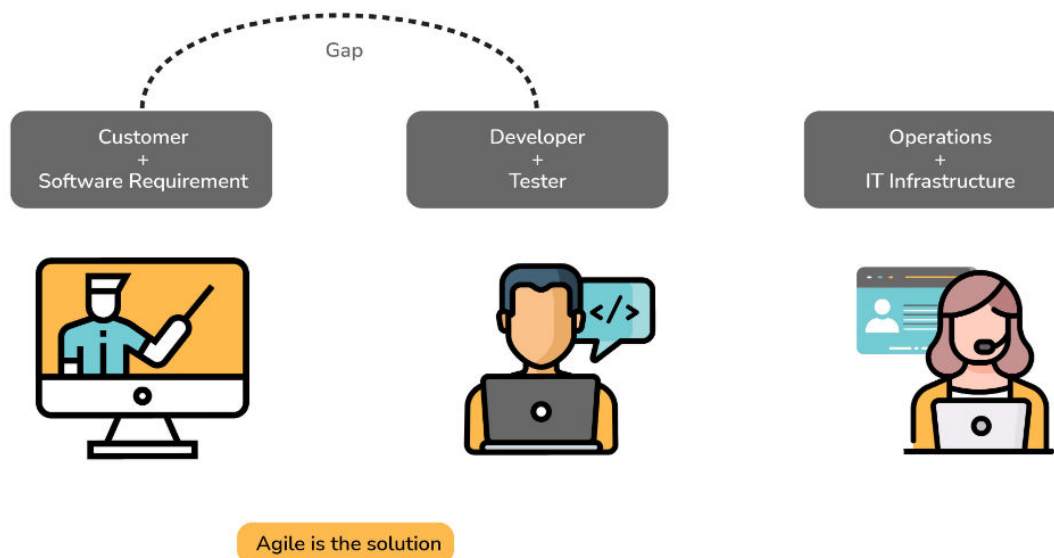 Gap
Customer
+
Software Requirement
Developer
+
Tester
Operations
+
IT Infrastructure
</>
Agile is the solution